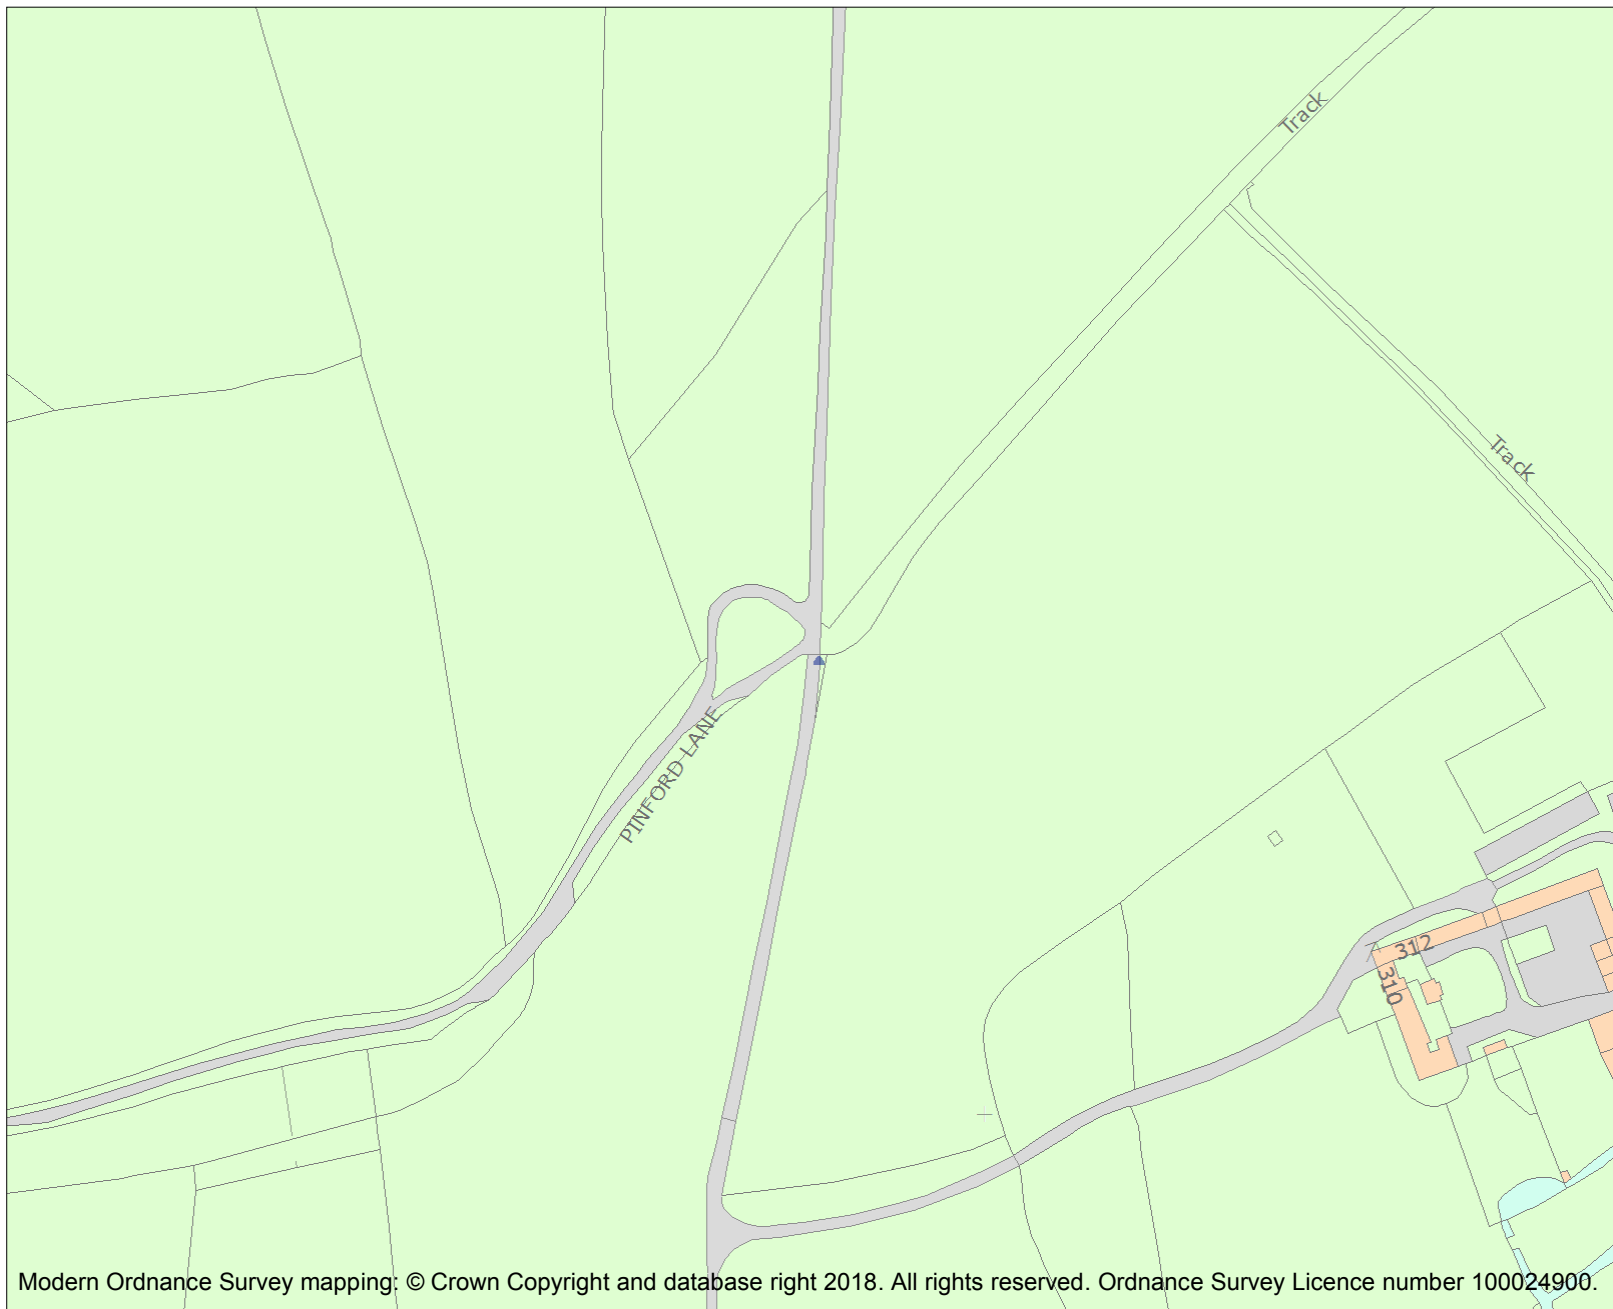 Track
Track
PINFORD LANE
312
310
Modern Ordnance Survey mapping: © Crown Copyright and database right 2018. All rights reserved. Ordnance Survey Licence number 100024900.